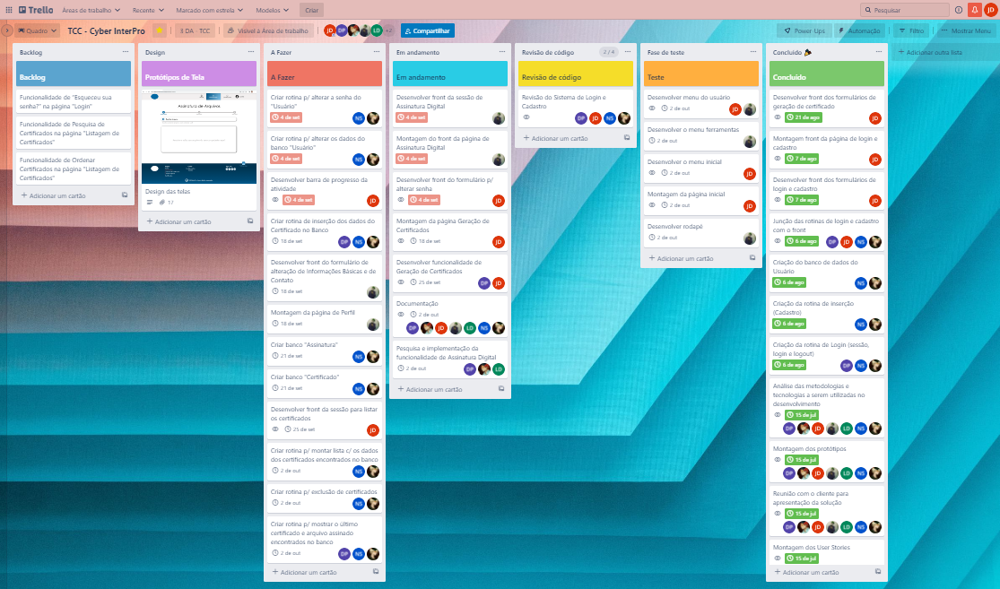 Trello
Áreas de trabalho
Recente
Marcado com estrela
Modelos
Criar
Pesquisar
JD
Quadro
TCC - Cyber InterPro
3 DA · TCC
Visível à Área de trabalho
JD DP NS LD +2
Compartilhar
Power-Ups
Automação
Filtro
Mostrar Menu
Backlog
Backlog
Funcionalidade de "Esqueceu sua
senha?" na página "Login"
Funcionalidade de Pesquisa de
Certificados na página "Listagem de
Certificados"
Funcionalidade de Ordenar
Certificados na página "Listagem de
Certificados"
+ Adicionar um cartão
Design
Protótipos de Tela
Assinatura de Arquivos
Design das telas
17
+ Adicionar um cartão
A Fazer
A Fazer
Criar rotina p/ alterar a senha do
"Usuário"
4 de set
NS
Criar rotina p/ alterar os dados do
banco "Usuário"
4 de set
NS
Desenvolver barra de progresso da
atividade
4 de set
JD
Criar rotina de inserção dos dados do
Certificado no Banco
18 de set
DP NS
Desenvolver front do formulário de
alteração de Informações Básicas e de
Contato
18 de set
Montagem da página de Perfil
18 de set
Criar banco "Assinatura"
21 de set
NS
Criar banco "Certificado"
21 de set
NS
Desenvolver front da sessão para listar
os certificados
25 de set
JD
Criar rotina p/ montar lista c/ os dados
dos certificados encontrados no banco
2 de out
NS
Criar rotina p/ exclusão de certificados
2 de out
NS
Criar rotina p/ mostrar o último
certificado e arquivo assinado
encontrados no banco
2 de out
DP NS
+ Adicionar um cartão
Em andamento
Em andamento
Desenvolver front da sessão de
Assinatura Digital
4 de set
Montagem do front da página de
Assinatura Digital
4 de set
Desenvolver front do formulário p/
alterar senha
4 de set
JD
Montagem da página Geração de
Certificados
18 de set
JD
Desenvolver funcionalidade de
Geração de Certificados
25 de set
DP JD
Documentação
2 de out
DP JD LD NS
Pesquisa e implementação da
funcionalidade de Assinatura Digital
2 de out
DP LD
+ Adicionar um cartão
Revisão de código
2 / 4
Revisão de código
Revisão do Sistema de Login e
Cadastro
DP JD NS
+ Adicionar um cartão
Fase de teste
Teste
Desenvolver menu do usuário
2 de out
JD
Desenvolver o menu ferramentas
2 de out
Desenvolver o menu inicial
2 de out
JD
Montagem da página inicial
2 de out
JD
Desenvolver rodapé
2 de out
+ Adicionar um cartão
Concluído
Concluído
Desenvolver front dos formulários de
geração de certificado
21 de ago
JD
Montagem front da página de login e
cadastro
7 de ago
JD
Desenvolver front dos formulários de
login e cadastro
7 de ago
JD
Junção das rotinas de login e cadastro
com o front
6 de ago
DP JD NS
Criação do banco de dados do
Usuário
6 de ago
NS
Criação da rotina de inserção
(Cadastro)
6 de ago
NS
Criação da rotina de Login (sessão,
login e logout)
6 de ago
DP NS
Análise das metodologias e
tecnologias a serem utilizadas no
desenvolvimento
15 de jul
DP JD LD NS
Montagem dos protótipos
15 de jul
DP JD LD NS
Reunião com o cliente para
apresentação da solução
15 de jul
DP JD LD NS
Montagem dos User Stories
15 de jul
+ Adicionar um cartão
+ Adicionar outra lista